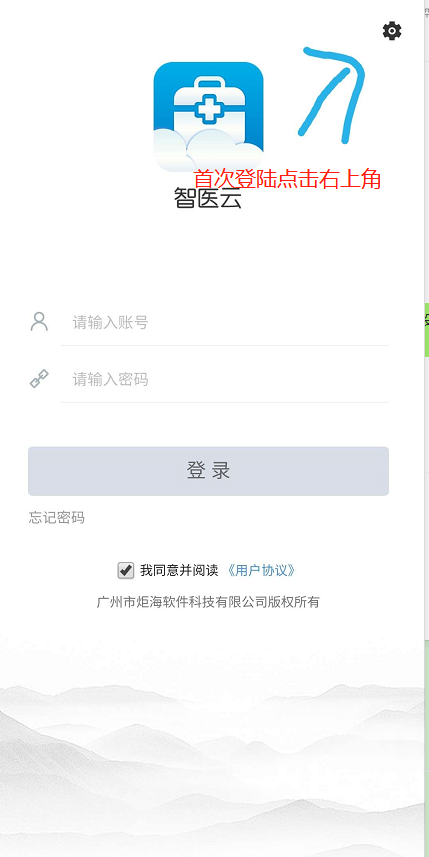 首次登陆点击右上角
智医云
请输入账号
请输入密码
登录
忘记密码
我同意并阅读《用户协议》
广州市炬海软件科技有限公司版权所有